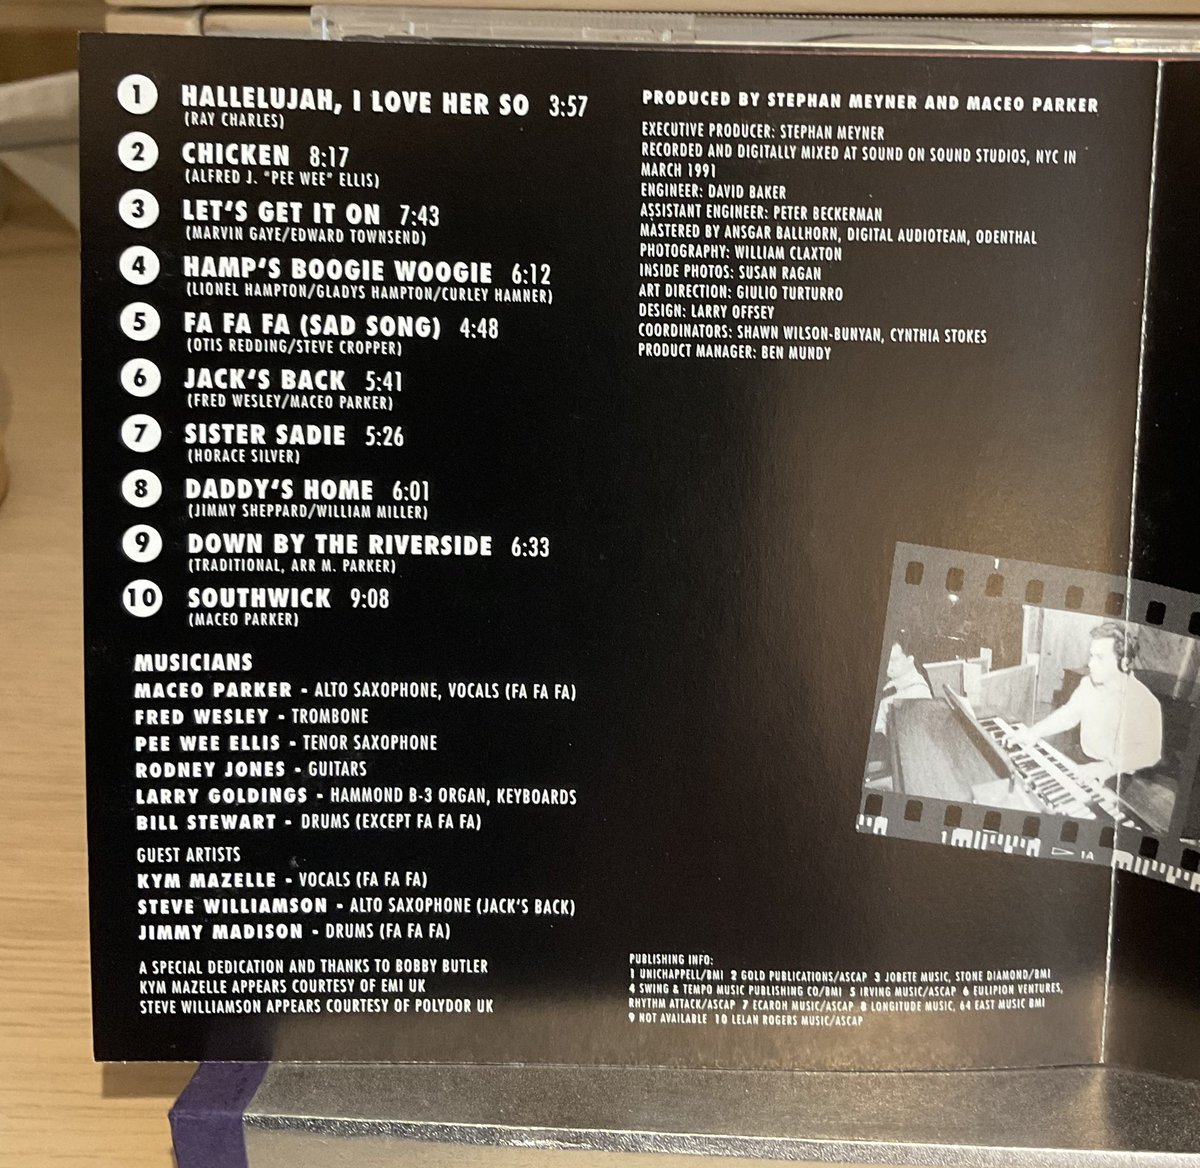 1 HALLELUJAH, I LOVE HER SO 3:57
(RAY CHARLES)
2 CHICKEN 8:17
(ALFRED J. "PEE WEE" ELLIS)
3 LET'S GET IT ON 7:43
(MARVIN GAYE/EDWARD TOWNSEND)
4 HAMP'S BOOGIE WOOGIE 6:12
(LIONEL HAMPTON/GLADYS HAMPTON/CURLEY HAMNER)
5 FA FA FA (SAD SONG) 4:48
(OTIS REDDING/STEVE CROPPER)
6 JACK'S BACK 5:41
(FRED WESLEY/MACEO PARKER)
7 SISTER SADIE 5:26
(HORACE SILVER)
8 DADDY'S HOME 6:01
(JIMMY SHEPPARD/WILLIAM MILLER)
9 DOWN BY THE RIVERSIDE 6:33
(TRADITIONAL, ARR M. PARKER)
10 SOUTHWICK 9:08
(MACEO PARKER)
MUSICIANS
MACEO PARKER - ALTO SAXOPHONE, VOCALS (FA FA FA)
FRED WESLEY - TROMBONE
PEE WEE ELLIS - TENOR SAXOPHONE
RODNEY JONES - GUITARS
LARRY GOLDINGS - HAMMOND B-3 ORGAN, KEYBOARDS
BILL STEWART - DRUMS (EXCEPT FA FA FA)
GUEST ARTISTS
KYM MAZELLE - VOCALS (FA FA FA)
STEVE WILLIAMSON - ALTO SAXOPHONE (JACK'S BACK)
JIMMY MADISON - DRUMS (FA FA FA)
A SPECIAL DEDICATION AND THANKS TO BOBBY BUTLER
KYM MAZELLE APPEARS COURTESY OF EMI UK
STEVE WILLIAMSON APPEARS COURTESY OF POLYDOR UK
PRODUCED BY STEPHAN MEYNER AND MACEO PARKER
EXECUTIVE PRODUCER: STEPHAN MEYNER
RECORDED AND DIGITALLY MIXED AT SOUND ON SOUND STUDIOS, NYC IN
MARCH 1991
ENGINEER: DAVID BAKER
ASSISTANT ENGINEER: PETER BECKERMAN
MASTERED BY ANSGAR BALLHORN, DIGITAL AUDIOTEAM, ODENTHAL
PHOTOGRAPHY: WILLIAM CLAXTON
INSIDE PHOTOS: SUSAN RAGAN
ART DIRECTION: GIULIO TURTURRO
DESIGN: LARRY OFFSEY
COORDINATORS: SHAWN WILSON-BUNYAN, CYNTHIA STOKES
PRODUCT MANAGER: BEN MUNDY
1 1A
PUBLISHING INFO:
1 UNICHAPPELL/BMI 2 GOLD PUBLICATIONS/ASCAP 3 JOBETE MUSIC, STONE DIAMOND/BMI
4 SWING & TEMPO MUSIC PUBLISHING CO/BMI 5 IRVING MUSIC/ASCAP 6 EULIPION VENTURES,
RHYTHM ATTACK/ASCAP 7 ECAROH MUSIC/ASCAP 8 LONGITUDE MUSIC, 64 EAST MUSIC BMI
9 NOT AVAILABLE 10 LELAN ROGERS MUSIC/ASCAP